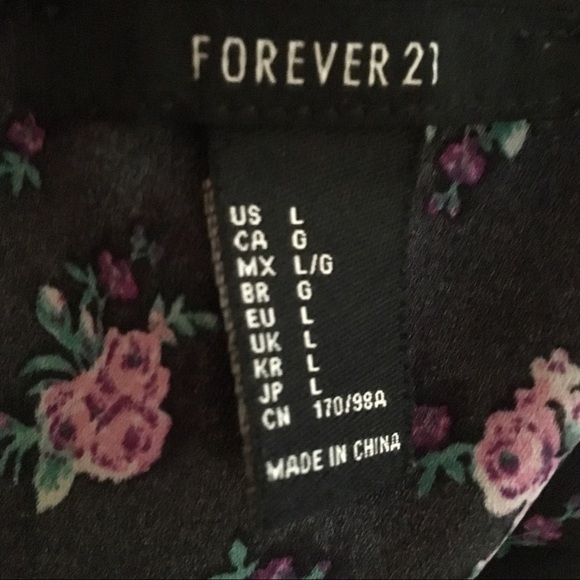 FOREVER 21
US L
CA G
MX L/G
BR G
EU L
UK L
KR L
JP L
CN 170/98A
MADE IN CHINA